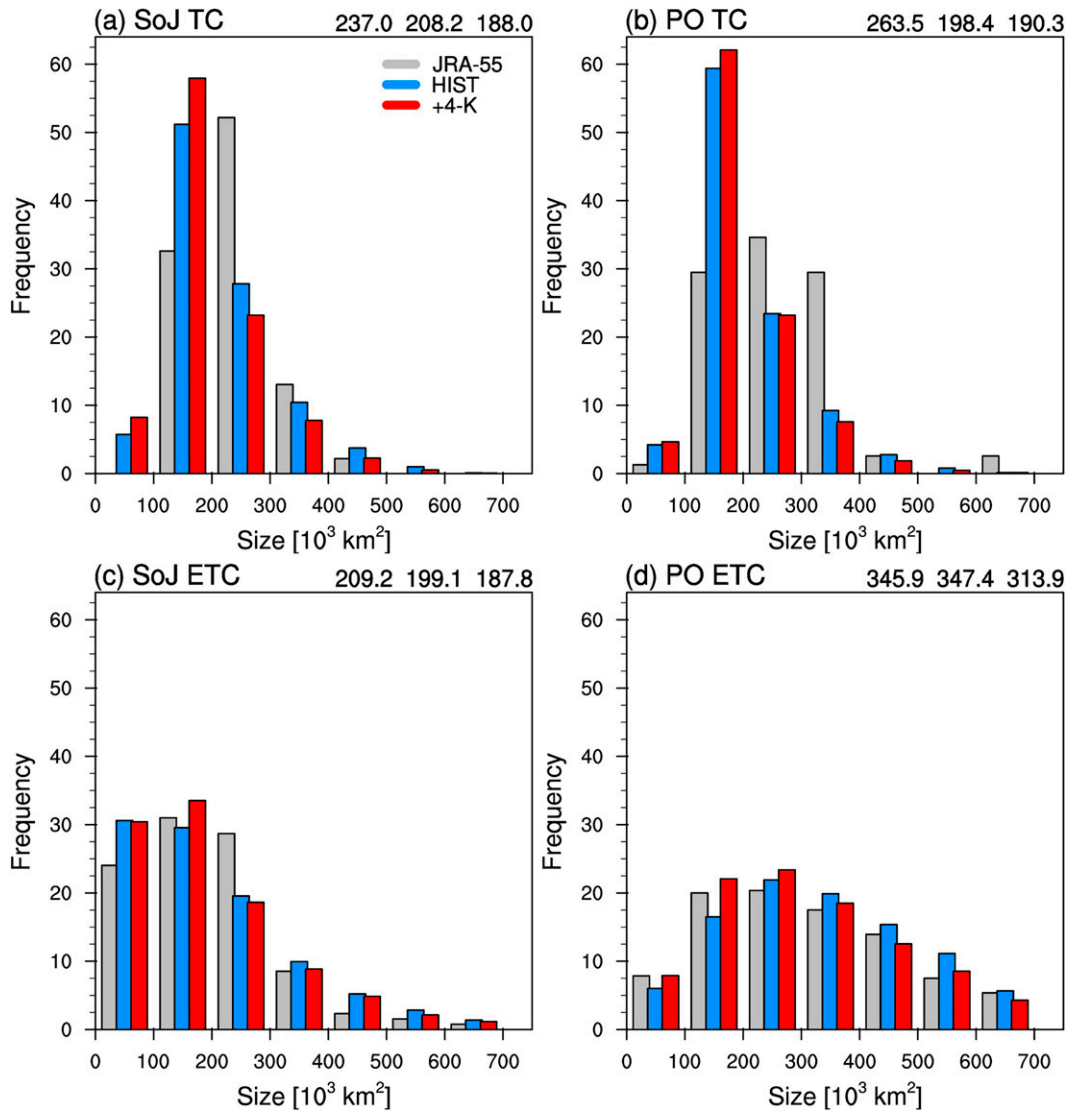 (a) SoJ TC 237.0 208.2 188.0
JRA-55
HIST
+4-K
Frequency
60
50
40
30
20
10
0
0 100 200 300 400 500 600 700
Size [10³ km²]
(b) PO TC 263.5 198.4 190.3
Frequency
60
50
40
30
20
10
0
0 100 200 300 400 500 600 700
Size [10³ km²]
(c) SoJ ETC 209.2 199.1 187.8
Frequency
60
50
40
30
20
10
0
0 100 200 300 400 500 600 700
Size [10³ km²]
(d) PO ETC 345.9 347.4 313.9
Frequency
60
50
40
30
20
10
0
0 100 200 300 400 500 600 700
Size [10³ km²]